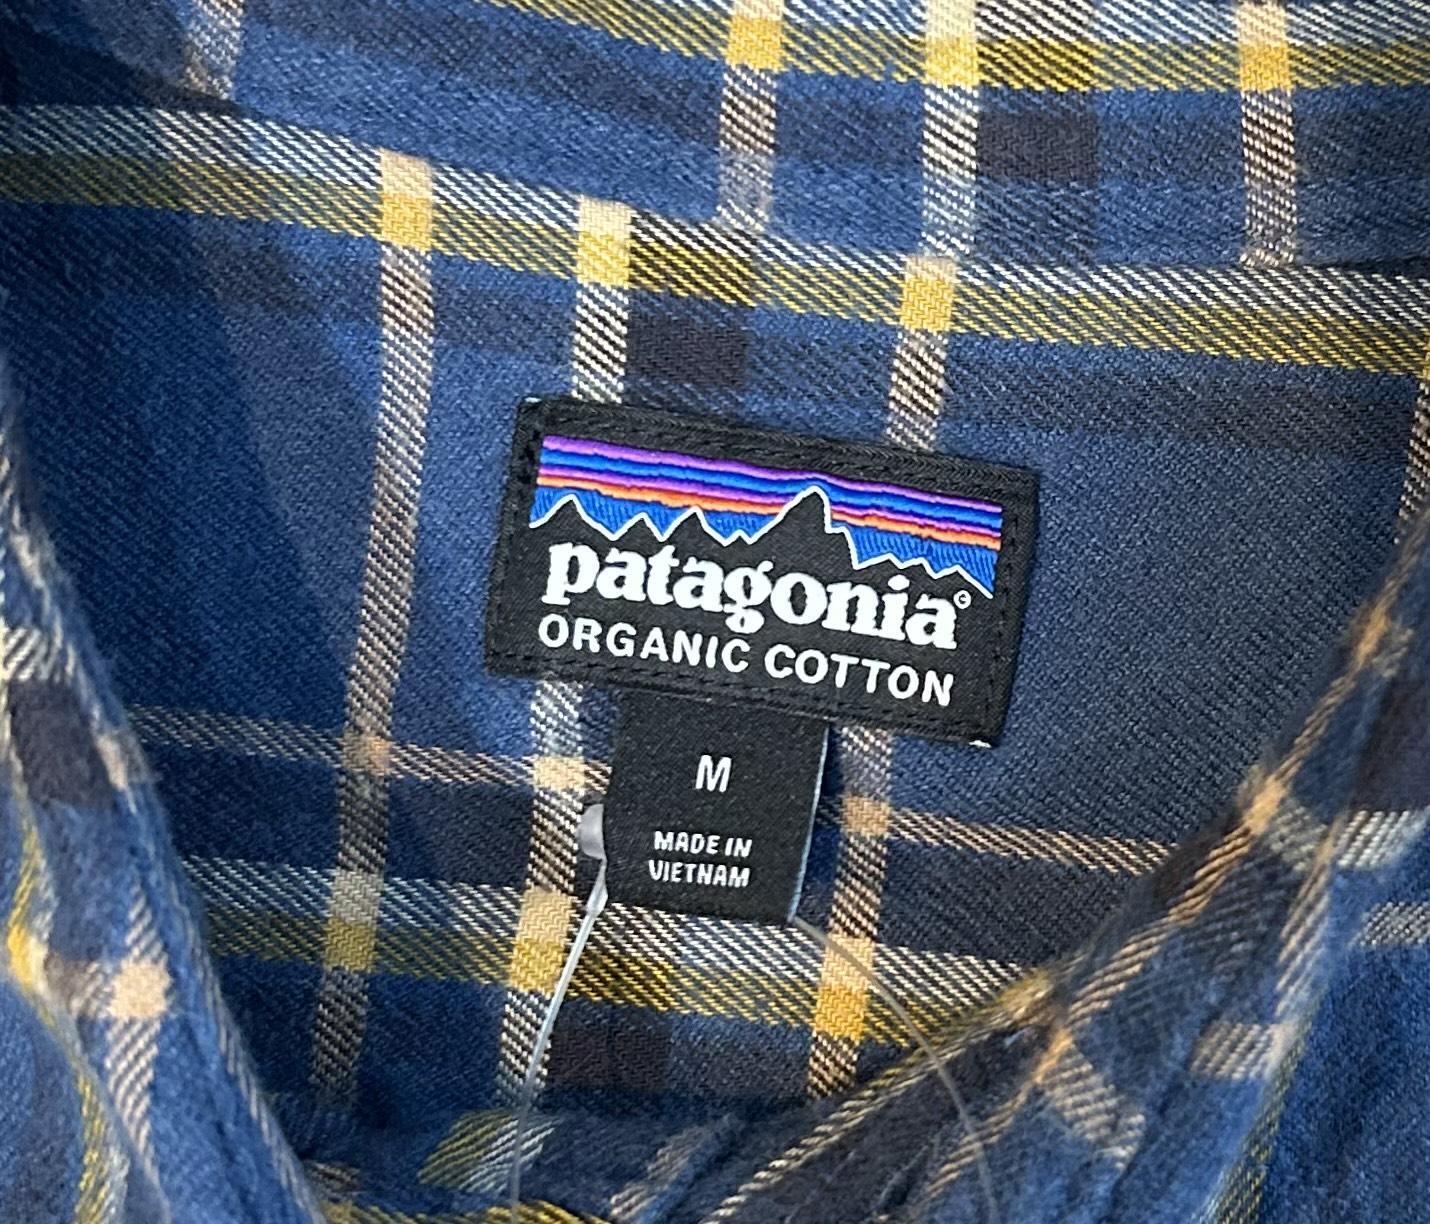 patagonia®
ORGANIC COTTON
M
MADE IN
VIETNAM